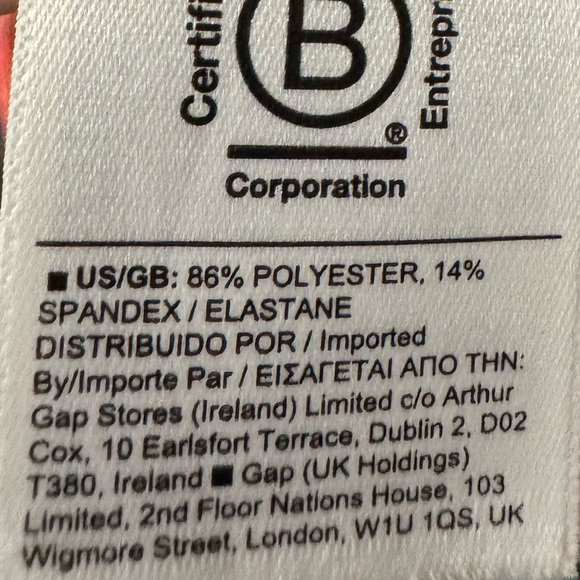 Certifi
B
Entrepr
®
Corporation
■ US/GB: 86% POLYESTER, 14%
SPANDEX / ELASTANE
DISTRIBUIDO POR / Imported
By/Importe Par / ΕΙΣΑΓΕΤΑΙ ΑΠΟ ΤΗΝ:
Gap Stores (Ireland) Limited c/o Arthur
Cox, 10 Earlsfort Terrace, Dublin 2, D02
T380, Ireland ■ Gap (UK Holdings)
Limited, 2nd Floor Nations House, 103
Wigmore Street, London, W1U 1QS, UK